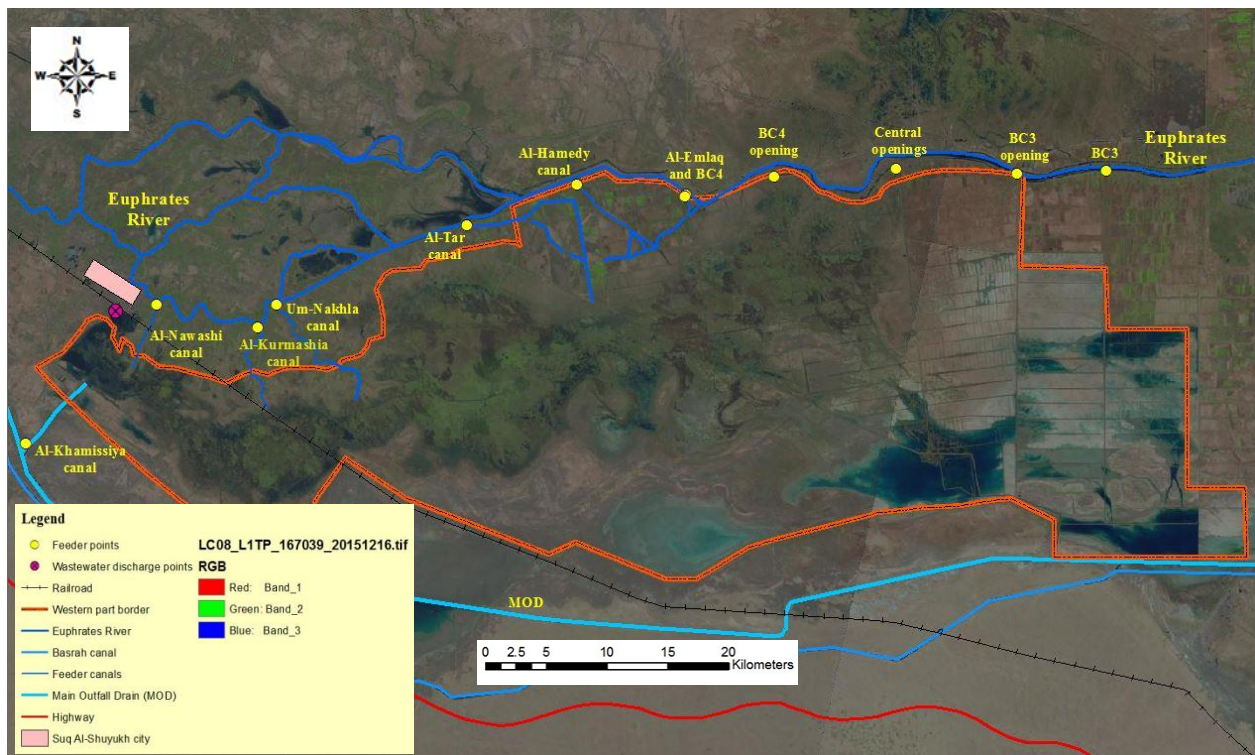 N
W E
S
Euphrates
River
Al-Hamedy
canal
Al-Emlaq
and BC4
BC4
opening
Central
openings
BC3
opening
BC3
Euphrates
River
Al-Tar
canal
Al-Nawashi
canal
Um-Nakhla
canal
Al-Kurmashia
canal
Al-Khamissiya
canal
MOD
Legend
Feeder points
Wastewater discharge points
Railroad
Western part border
Euphrates River
Basrah canal
Feeder canals
Main Outfall Drain (MOD)
Highway
Suq Al-Shuyukh city
LC08_L1TP_167039_20151216.tif
RGB
Red: Band_1
Green: Band_2
Blue: Band_3
0 2.5 5 10 15 20
Kilometers